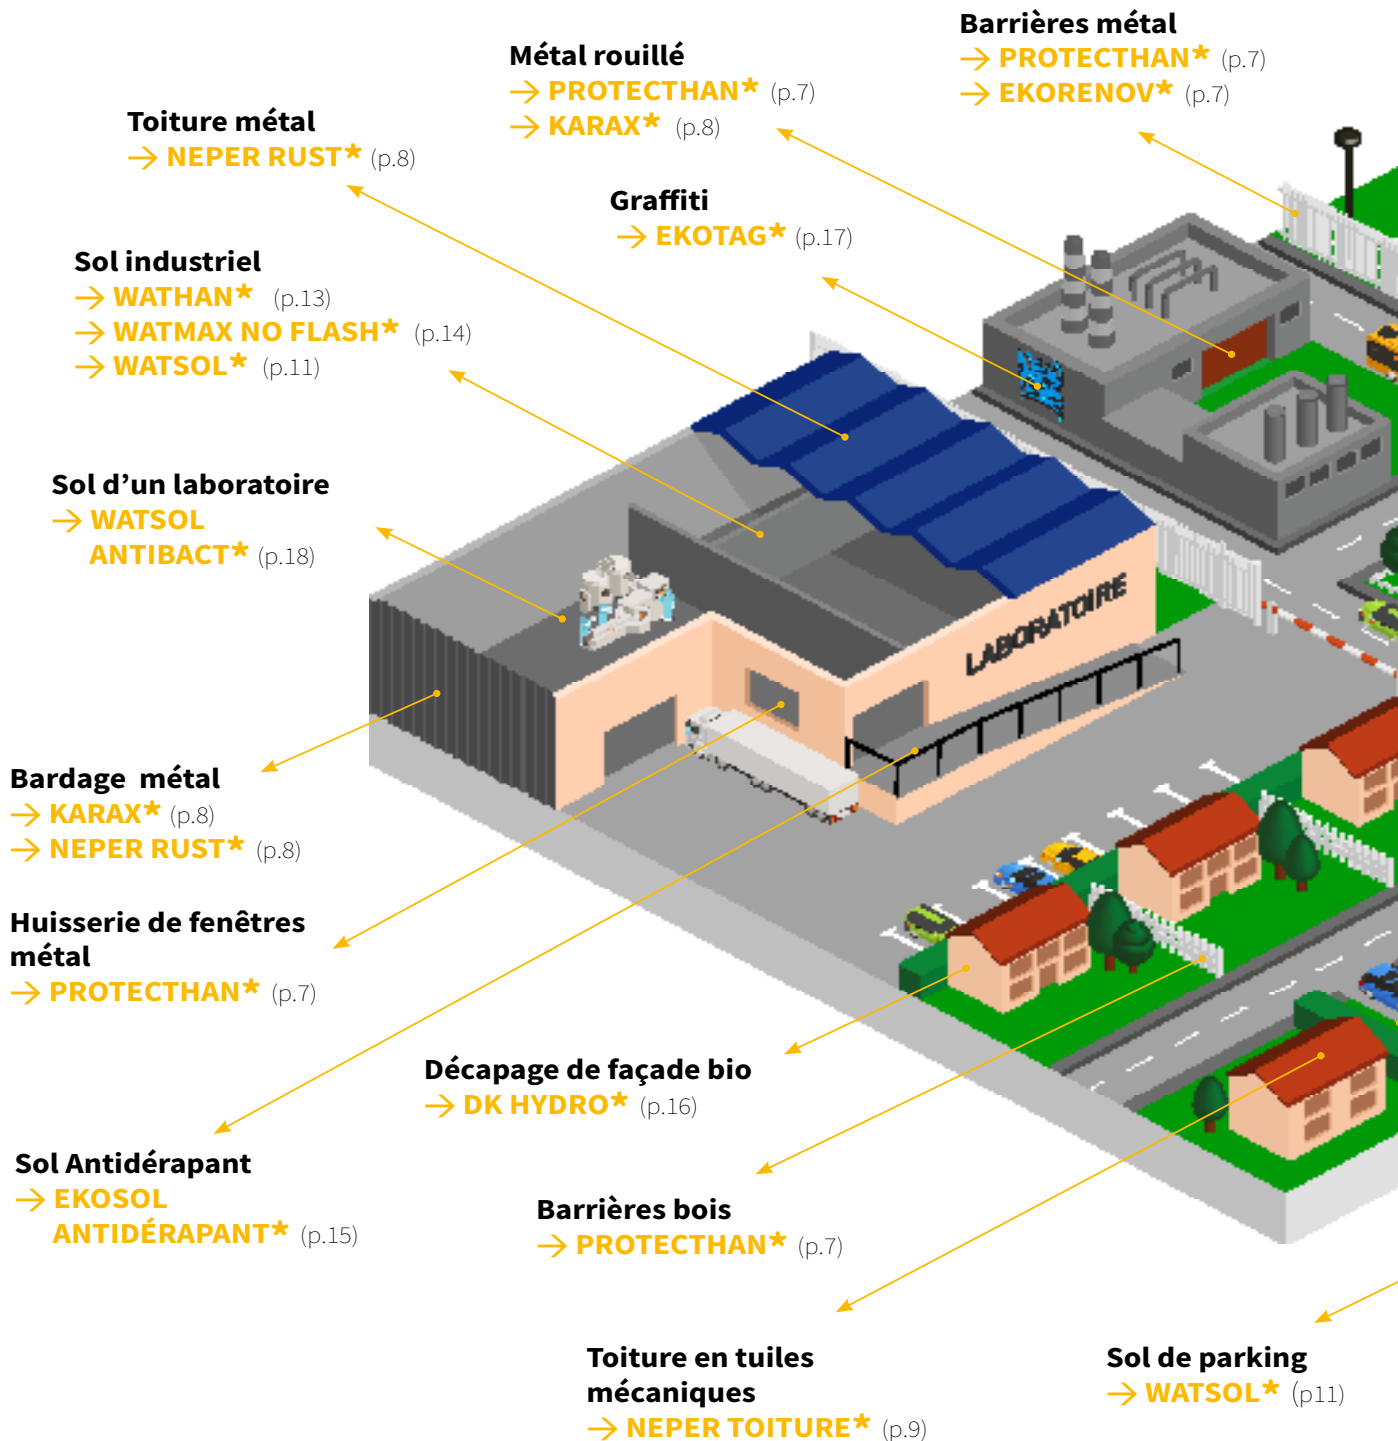 Barrières métal
→ PROTECTHAN* (p.7)
→ EKORENOV* (p.7)
Métal rouillé
→ PROTECTHAN* (p.7)
→ KARAX* (p.8)
Toiture métal
→ NEPER RUST* (p.8)
Graffiti
→ EKOTAG* (p.17)
Sol industriel
→ WATHAN* (p.13)
→ WATMAX NO FLASH* (p.14)
→ WATSOL* (p.11)
Sol d’un laboratoire
→ WATSOL
ANTIBACT* (p.18)
LABORATOIRE
Bardage métal
→ KARAX* (p.8)
→ NEPER RUST* (p.8)
Huisserie de fenêtres
métal
→ PROTECTHAN* (p.7)
Décapage de façade bio
→ DK HYDRO* (p.16)
Sol Antidérapant
→ EKOSOL
ANTIDÉRAPANT* (p.15)
Barrières bois
→ PROTECTHAN* (p.7)
Toiture en tuiles
mécaniques
→ NEPER TOITURE* (p.9)
Sol de parking
→ WATSOL* (p11)